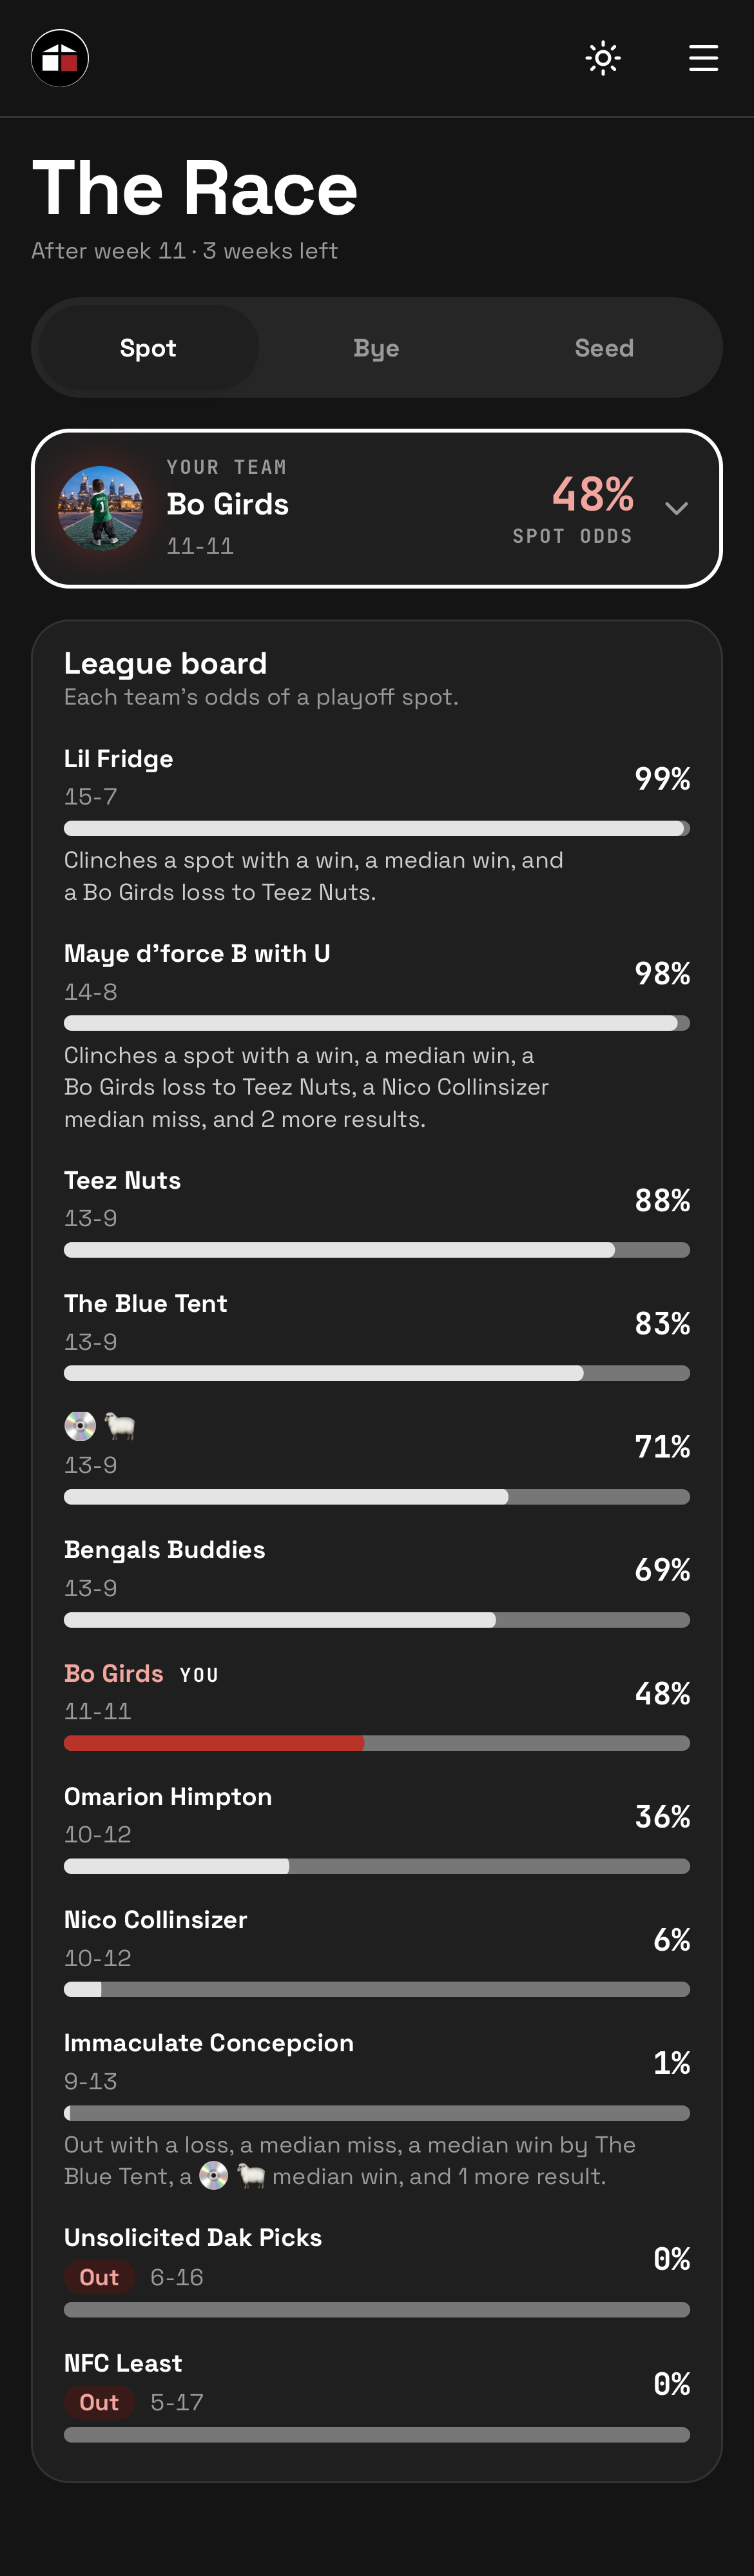 The Race
After week 11 · 3 weeks left
Spot
Bye
Seed
YOUR TEAM
Bo Girds
11-11
48%
SPOT ODDS
League board
Each team's odds of a playoff spot.
Lil Fridge
15-7
99%
Clinches a spot with a win, a median win, and
a Bo Girds loss to Teez Nuts.
Maye d'force B with U
14-8
98%
Clinches a spot with a win, a median win, a
Bo Girds loss to Teez Nuts, a Nico Collinsizer
median miss, and 2 more results.
Teez Nuts
13-9
88%
The Blue Tent
13-9
83%
💿 🐑
13-9
71%
Bengals Buddies
13-9
69%
Bo Girds YOU
11-11
48%
Omarion Himpton
10-12
36%
Nico Collinsizer
10-12
6%
Immaculate Concepcion
9-13
1%
Out with a loss, a median miss, a median win by The
Blue Tent, a 💿 🐑 median win, and 1 more result.
Unsolicited Dak Picks
Out 6-16
0%
NFC Least
Out 5-17
0%